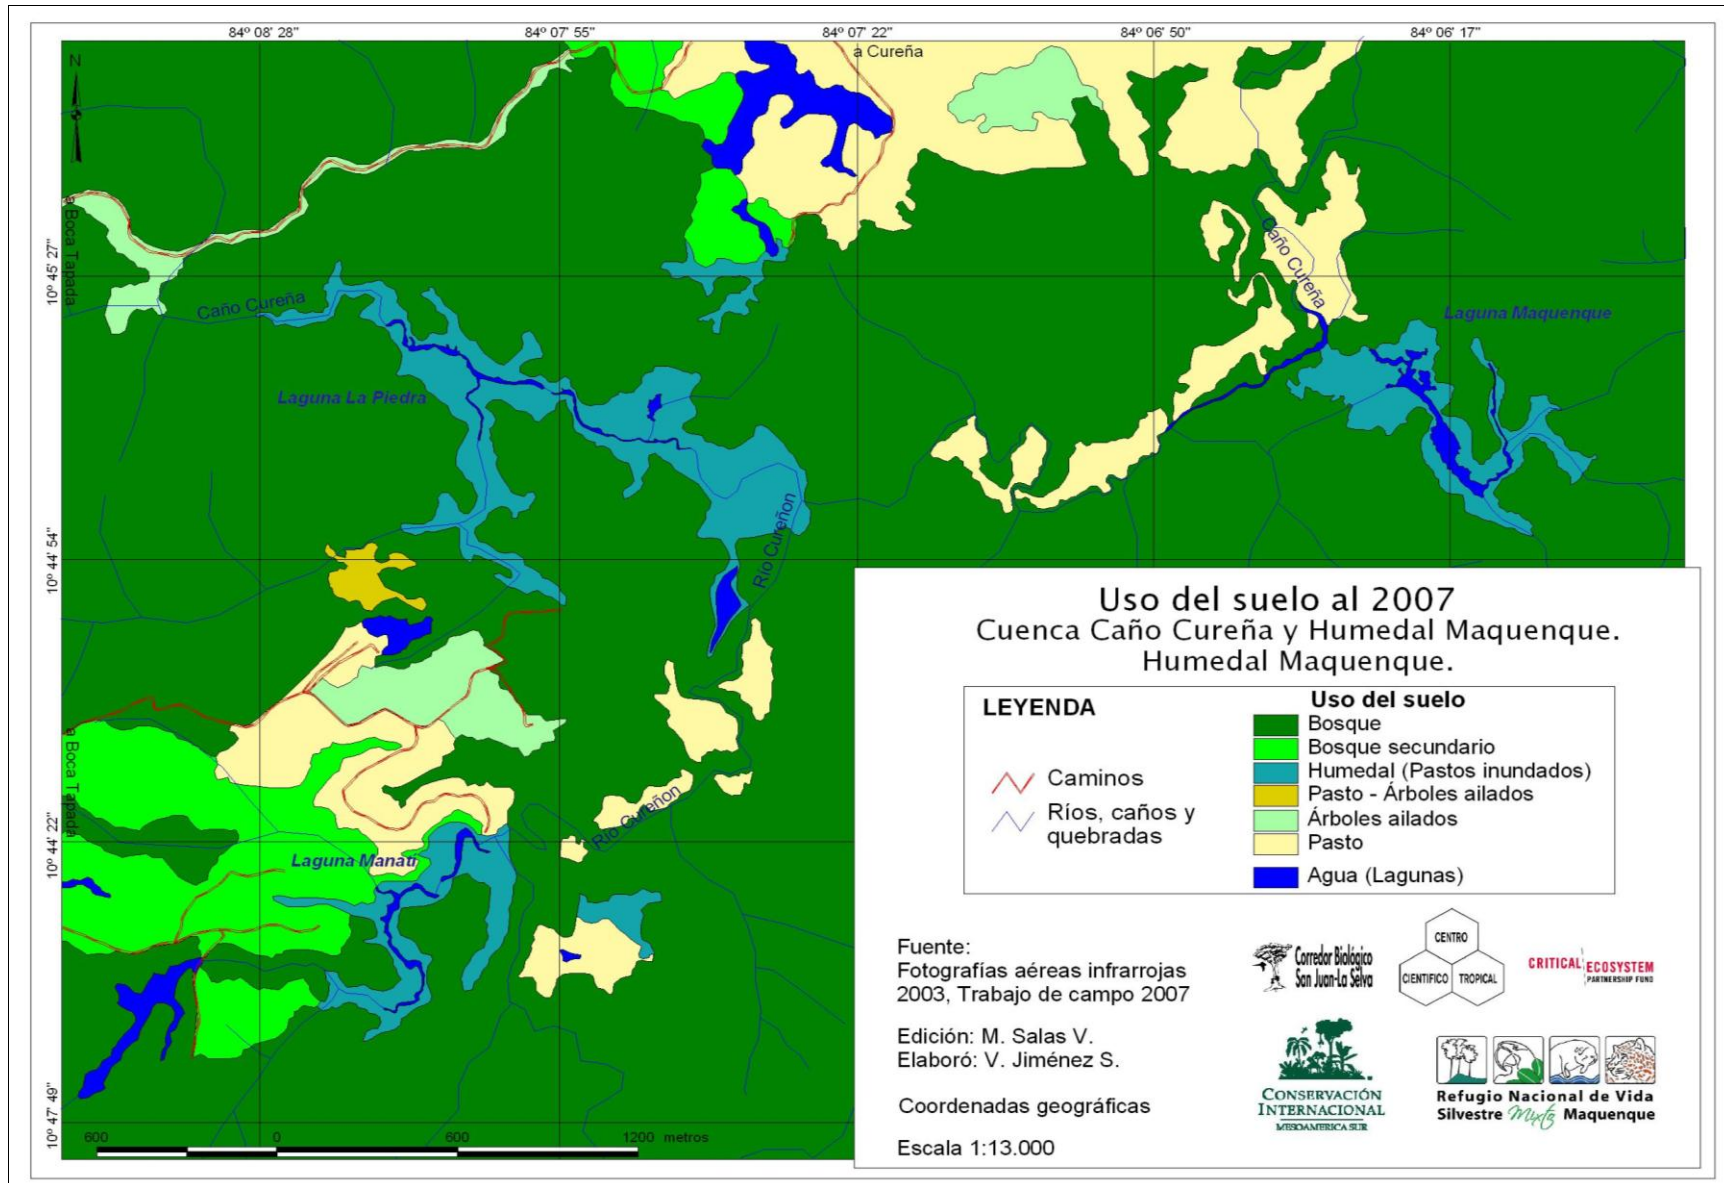 84º 08' 28"
84º 07' 55"
84º 07' 22"
84º 06' 50"
84º 06' 17"
a Cureña
N
a Boca Tapada
10º 45' 27"
Caño Cureña
Caño Cureña
Laguna Maquenque
Laguna La Piedra
Río Cureñon
10º 44' 54"
a Boca Tapada
10º 44' 22"
Laguna Manatí
Río Cureñon
10º 47' 49"
600 0 600 1200 metros
Uso del suelo al 2007
Cuenca Caño Cureña y Humedal Maquenque.
Humedal Maquenque.
LEYENDA
Caminos
Ríos, caños y
quebradas
Uso del suelo
Bosque
Bosque secundario
Humedal (Pastos inundados)
Pasto - Árboles ailados
Árboles ailados
Pasto
Agua (Lagunas)
Fuente:
Fotografías aéreas infrarrojas
2003, Trabajo de campo 2007
Edición: M. Salas V.
Elaboró: V. Jiménez S.
Coordenadas geográficas
Escala 1:13.000
Corredor Biológico
San Juan-La Selva
CENTRO
CIENTIFICO TROPICAL
CRITICAL ECOSYSTEM
PARTNERSHIP FUND
CONSERVACIÓN
INTERNACIONAL
MESOAMERICA SUR
Refugio Nacional de Vida
Silvestre Mixto Maquenque